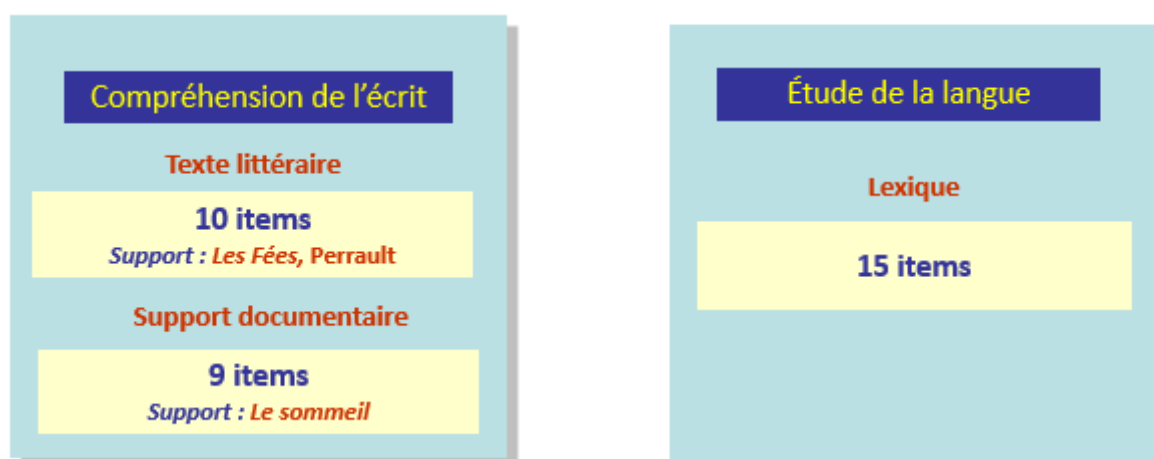 Compréhension de l'écrit
Texte littéraire
10 items
Support : Les Fées, Perrault
Support documentaire
9 items
Support : Le sommeil
Étude de la langue
Lexique
15 items